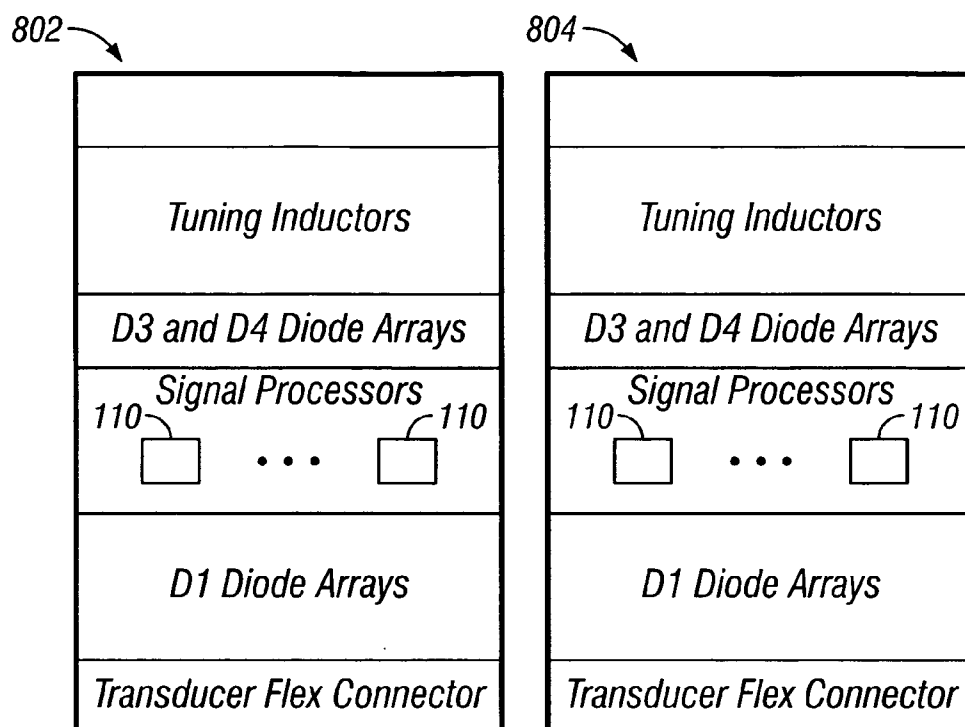 802
804
Tuning Inductors
Tuning Inductors
D3 and D4 Diode Arrays
D3 and D4 Diode Arrays
Signal Processors
Signal Processors
110
110
110
110
D1 Diode Arrays
D1 Diode Arrays
Transducer Flex Connector
Transducer Flex Connector